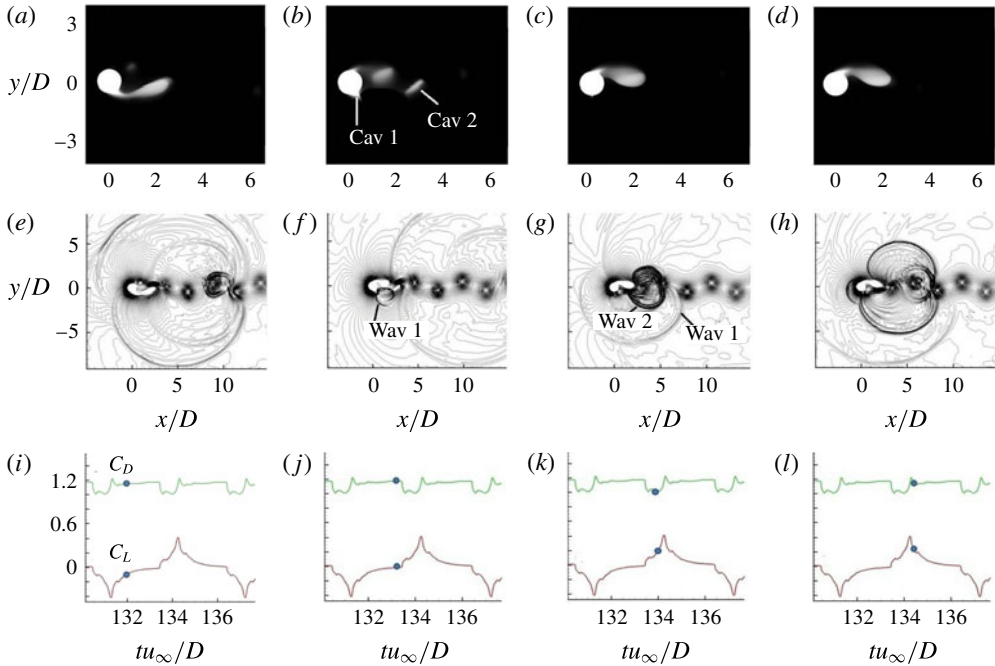 (a) (b) (c) (d)
3
y/D 0
Cav 1 Cav 2
−3
0 2 4 6 0 2 4 6 0 2 4 6 0 2 4 6
(e) (f) (g) (h)
5
y/D 0
−5
Wav 1 Wav 2 Wav 1
0 5 10 0 5 10 0 5 10 0 5 10
x/D x/D x/D x/D
(i) (j) (k) (l)
C_D
1.2
0.6
C_L
0
132 134 136 132 134 136 132 134 136 132 134 136
tu∞/D tu∞/D tu∞/D tu∞/D